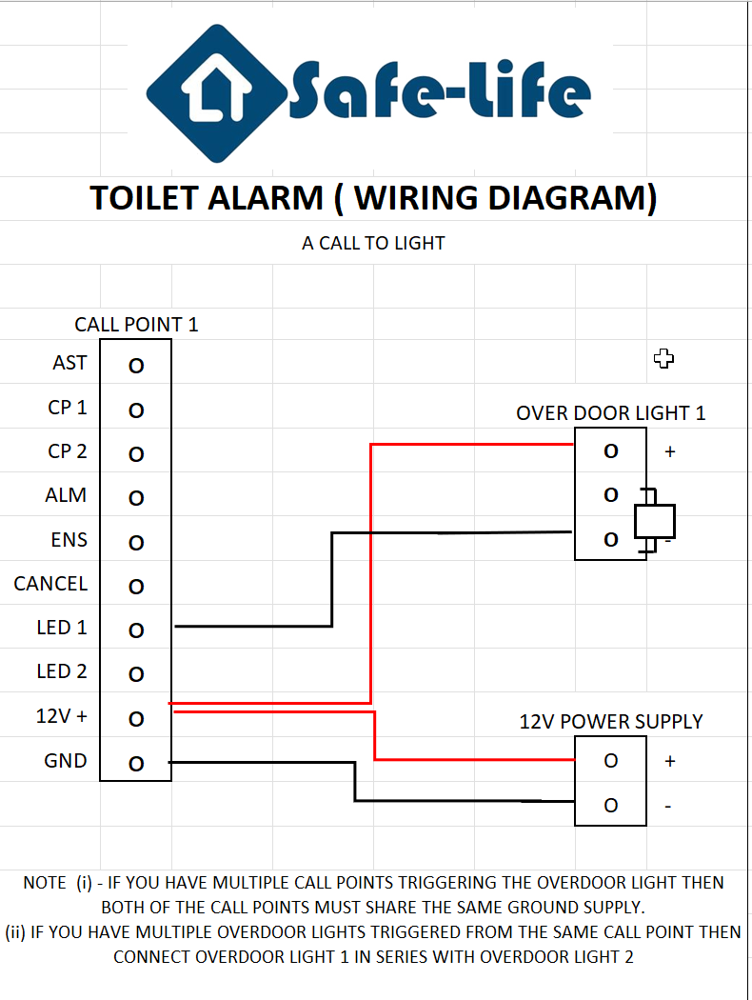 Safe-Life
TOILET ALARM ( WIRING DIAGRAM)
A CALL TO LIGHT
CALL POINT 1
AST O
CP 1 O
CP 2 O
ALM O
ENS O
CANCEL O
LED 1 O
LED 2 O
12V + O
GND O
OVER DOOR LIGHT 1
O +
O
O -
12V POWER SUPPLY
O +
O -
NOTE (i) - IF YOU HAVE MULTIPLE CALL POINTS TRIGGERING THE OVERDOOR LIGHT THEN
BOTH OF THE CALL POINTS MUST SHARE THE SAME GROUND SUPPLY.
(ii) IF YOU HAVE MULTIPLE OVERDOOR LIGHTS TRIGGERED FROM THE SAME CALL POINT THEN
CONNECT OVERDOOR LIGHT 1 IN SERIES WITH OVERDOOR LIGHT 2